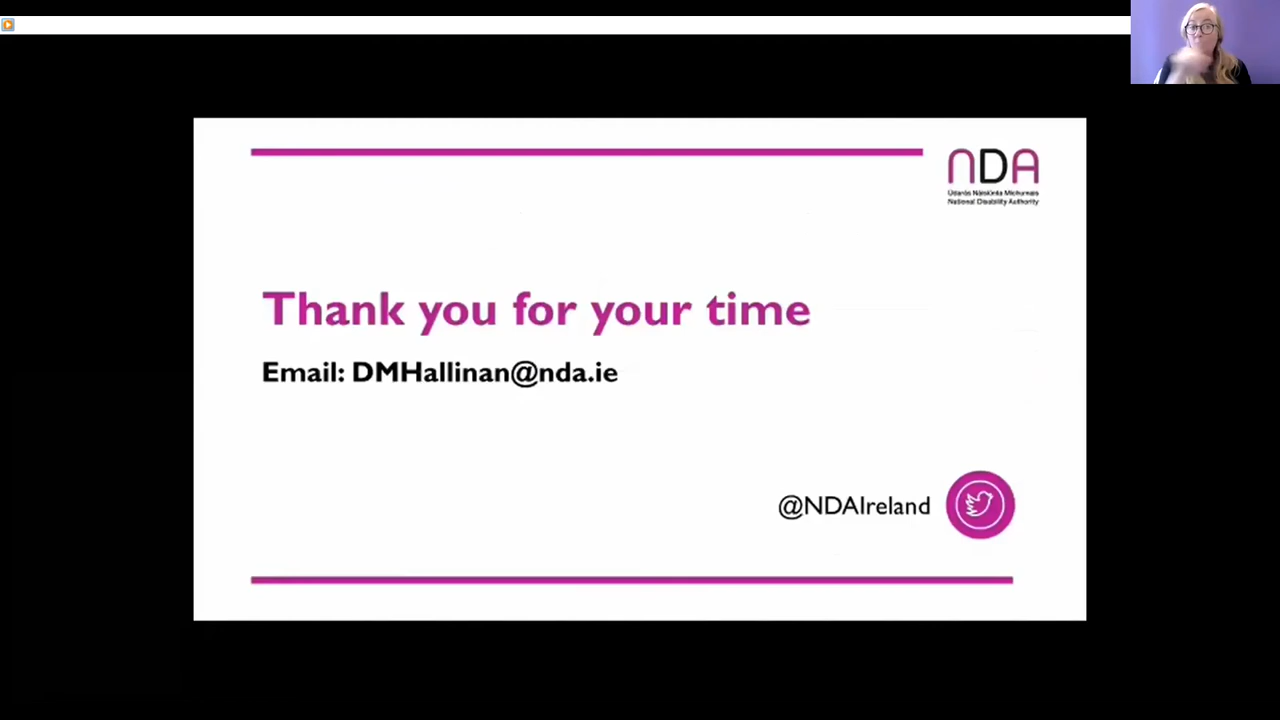 NDA
Údarás Náisiúnta Míchumais
National Disability Authority
Thank you for your time
Email: DMHallinan@nda.ie
@NDAIreland